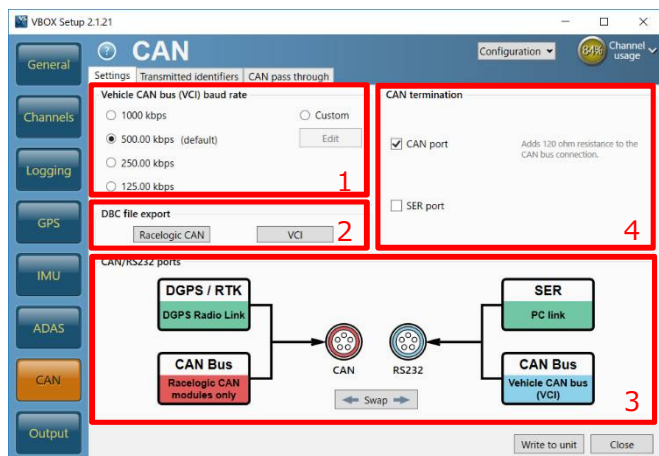 VBOX Setup 2.1.21
General
Channels
Logging
GPS
IMU
ADAS
CAN
Output
? CAN
Configuration
84% Channel usage
Settings Transmitted identifiers CAN pass through
Vehicle CAN bus (VCI) baud rate
1000 kbps
Custom
500.00 kbps (default)
Edit
250.00 kbps
125.00 kbps
1
DBC file export
Racelogic CAN
VCI
2
CAN termination
CAN port
Adds 120 ohm resistance to the
CAN bus connection.
SER port
4
CAN/RS232 ports
DGPS / RTK
DGPS Radio Link
CAN Bus
Racelogic CAN
modules only
CAN
RS232
Swap
SER
PC link
CAN Bus
Vehicle CAN bus
(VCI)
3
Write to unit
Close